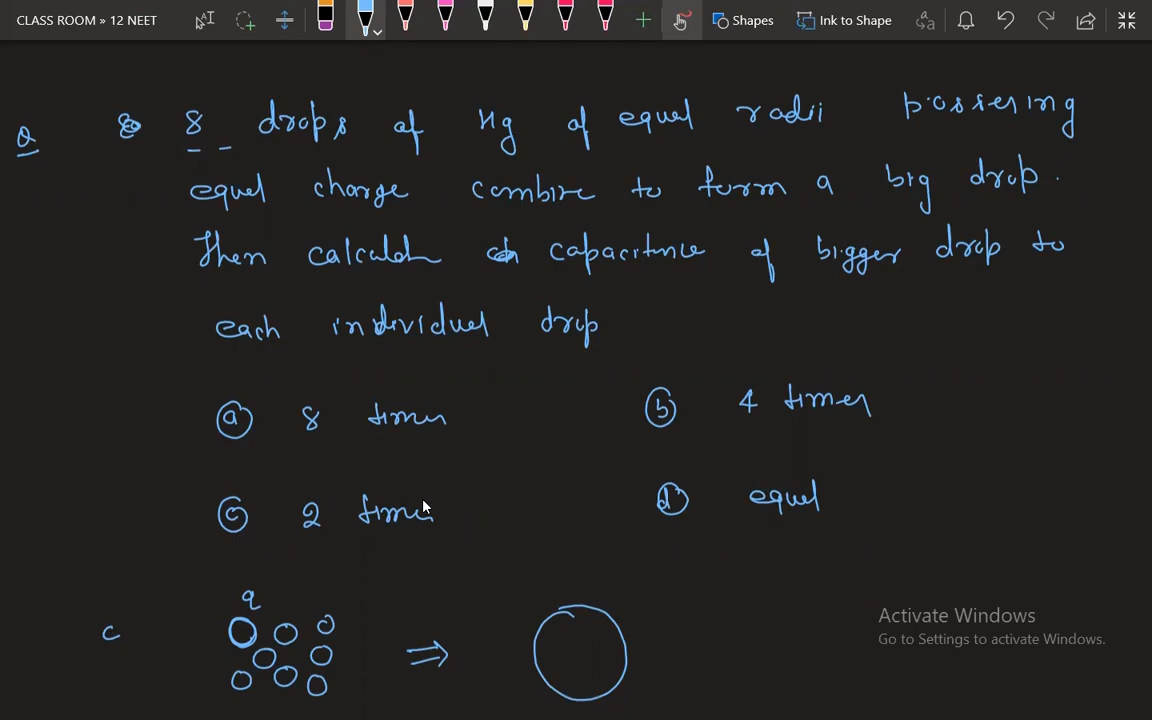 CLASS ROOM » 12 NEET
Shapes
Ink to Shape
Q 8 drops of Hg of equal radii possesing
equal charge combine to form a big drop.
Then calculate capacitance of bigger drop to
each individual drop
(a) 8 times
(b) 4 times
(c) 2 times
(d) equal
q
c ⇒
Activate Windows
Go to Settings to activate Windows.